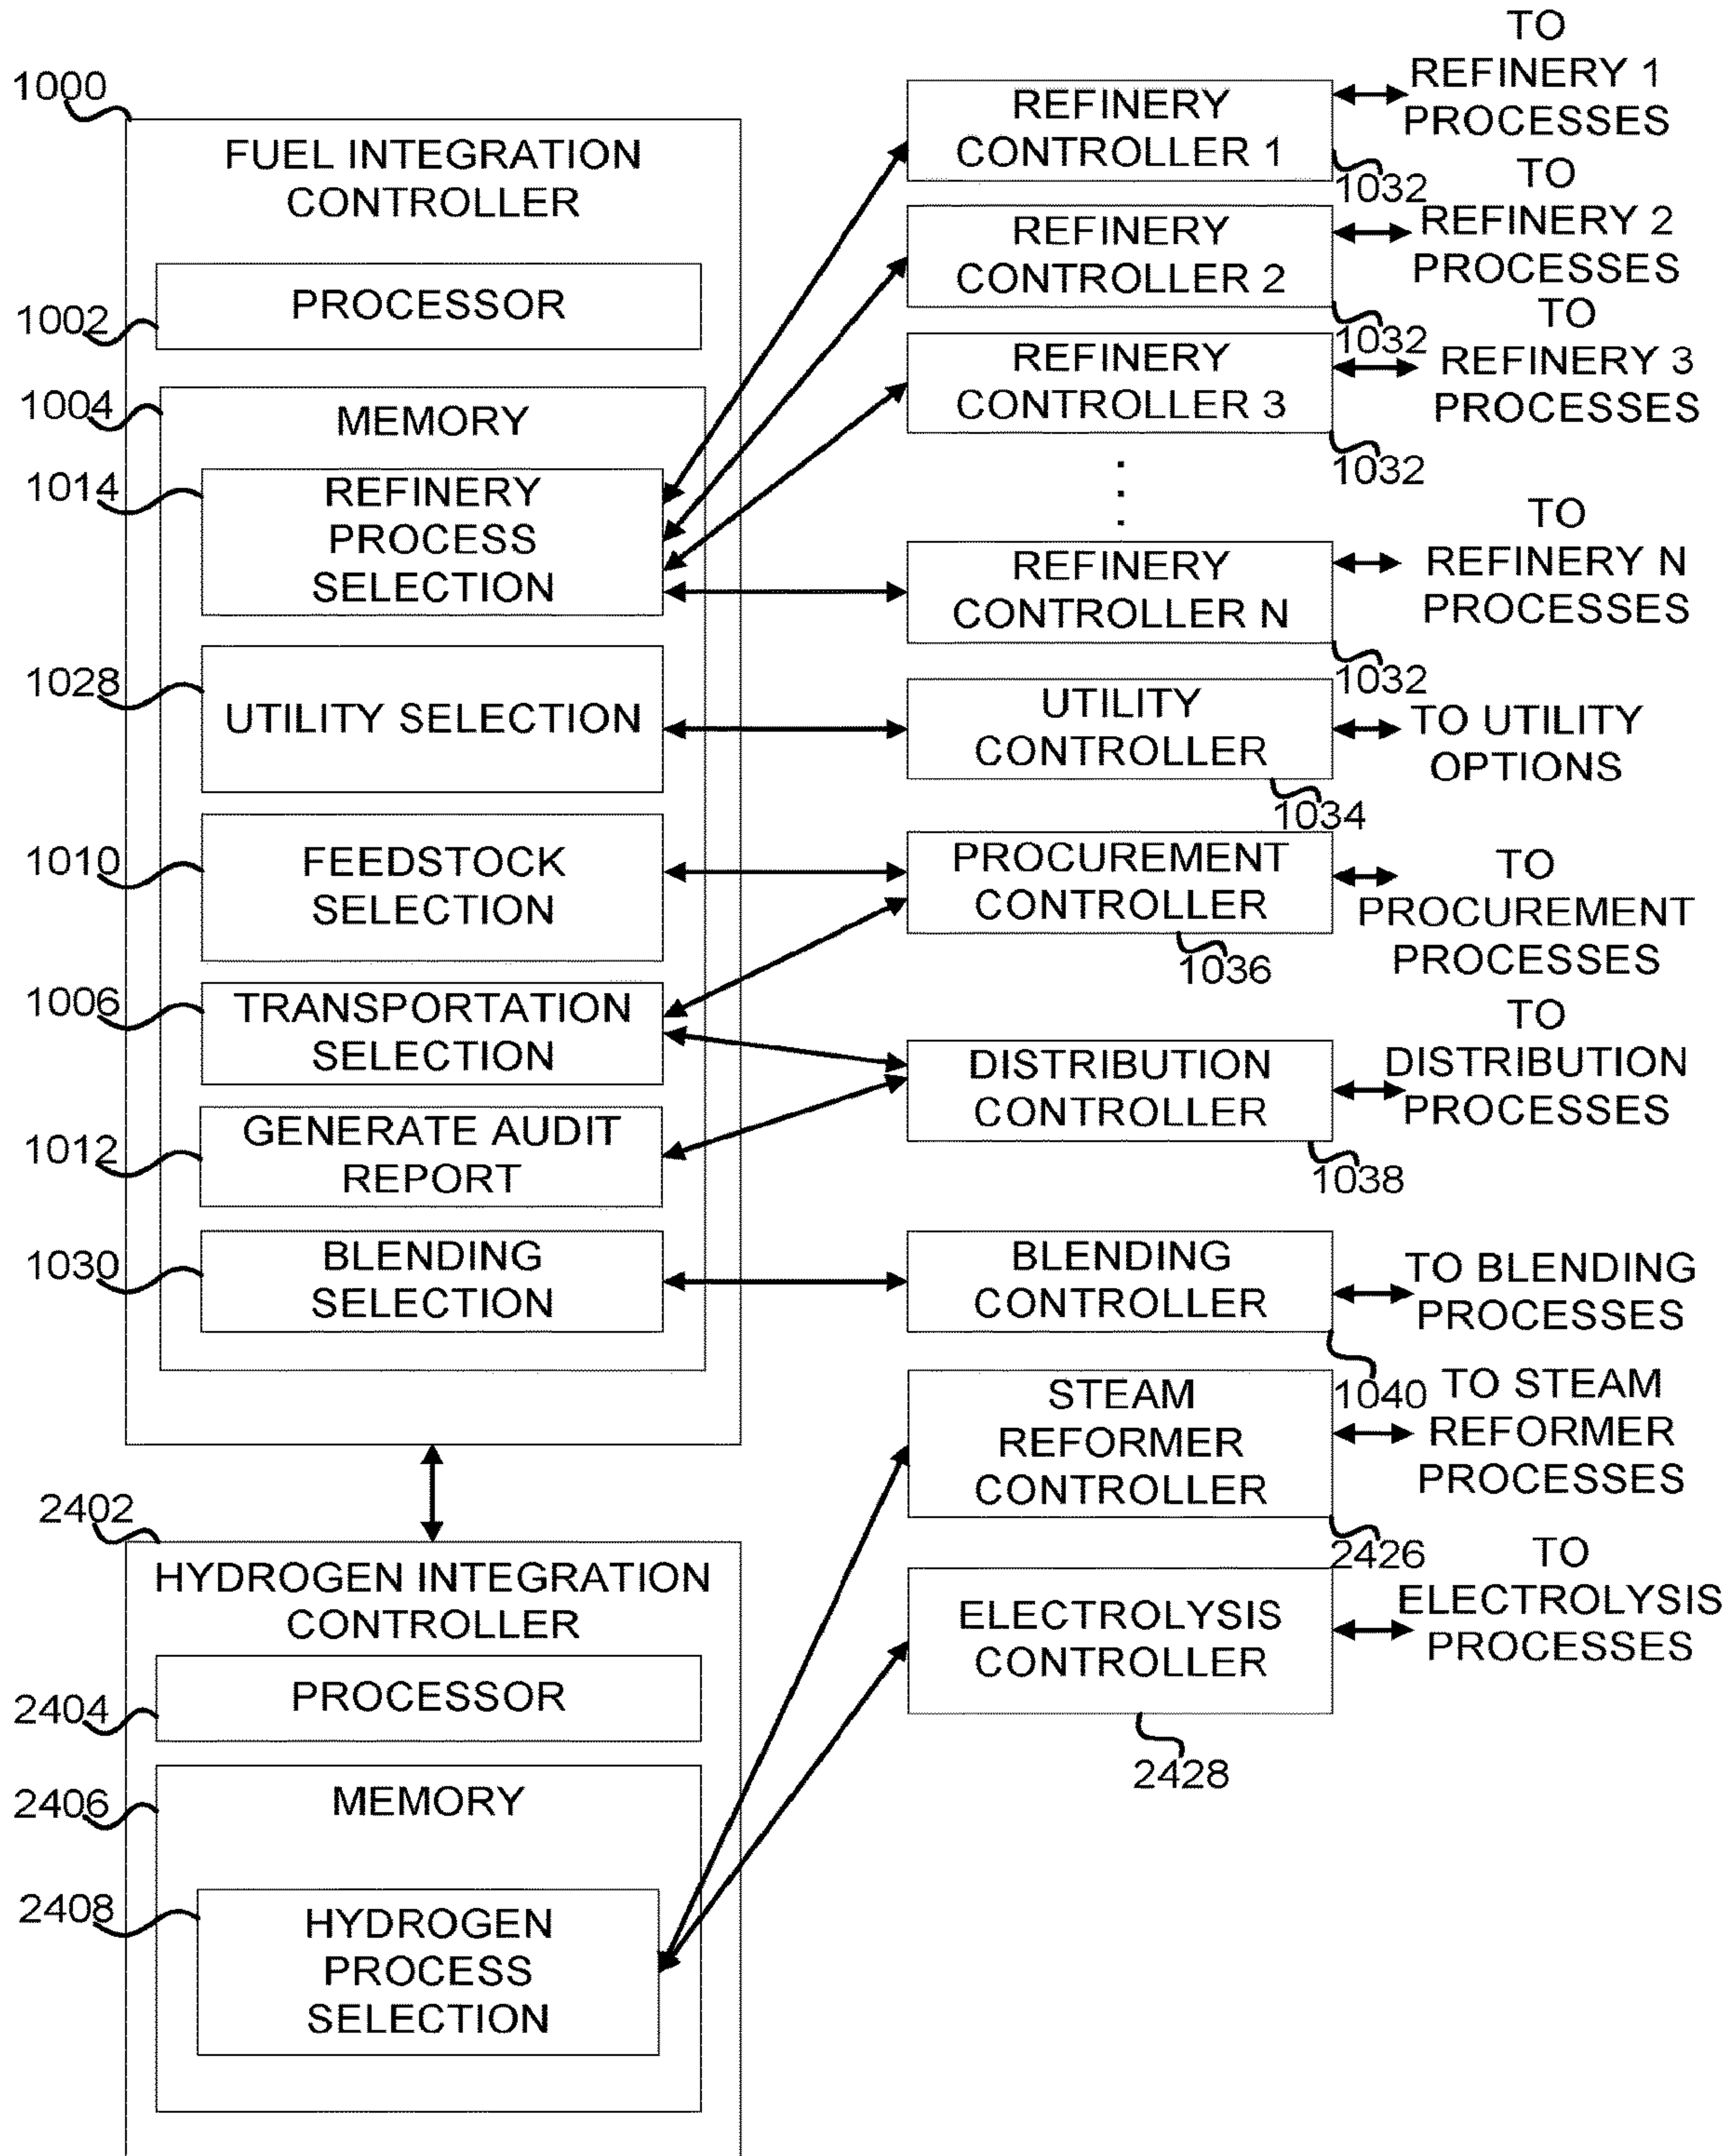 1000
FUEL INTEGRATION
CONTROLLER
1002
PROCESSOR
1004
MEMORY
1014
REFINERY
PROCESS
SELECTION
1028
UTILITY SELECTION
1010
FEEDSTOCK
SELECTION
1006
TRANSPORTATION
SELECTION
1012
GENERATE AUDIT
REPORT
1030
BLENDING
SELECTION
2402
HYDROGEN INTEGRATION
CONTROLLER
2404
PROCESSOR
2406
MEMORY
2408
HYDROGEN
PROCESS
SELECTION
REFINERY
CONTROLLER 1
1032
TO
REFINERY 1
PROCESSES
REFINERY
CONTROLLER 2
1032
TO
REFINERY 2
PROCESSES
REFINERY
CONTROLLER 3
1032
TO
REFINERY 3
PROCESSES
REFINERY
CONTROLLER N
1032
TO
REFINERY N
PROCESSES
UTILITY
CONTROLLER
1034
TO UTILITY
OPTIONS
PROCUREMENT
CONTROLLER
1036
TO
PROCUREMENT
PROCESSES
DISTRIBUTION
CONTROLLER
1038
TO
DISTRIBUTION
PROCESSES
BLENDING
CONTROLLER
1040
TO BLENDING
PROCESSES
STEAM
REFORMER
CONTROLLER
2426
TO STEAM
REFORMER
PROCESSES
ELECTROLYSIS
CONTROLLER
2428
TO
ELECTROLYSIS
PROCESSES